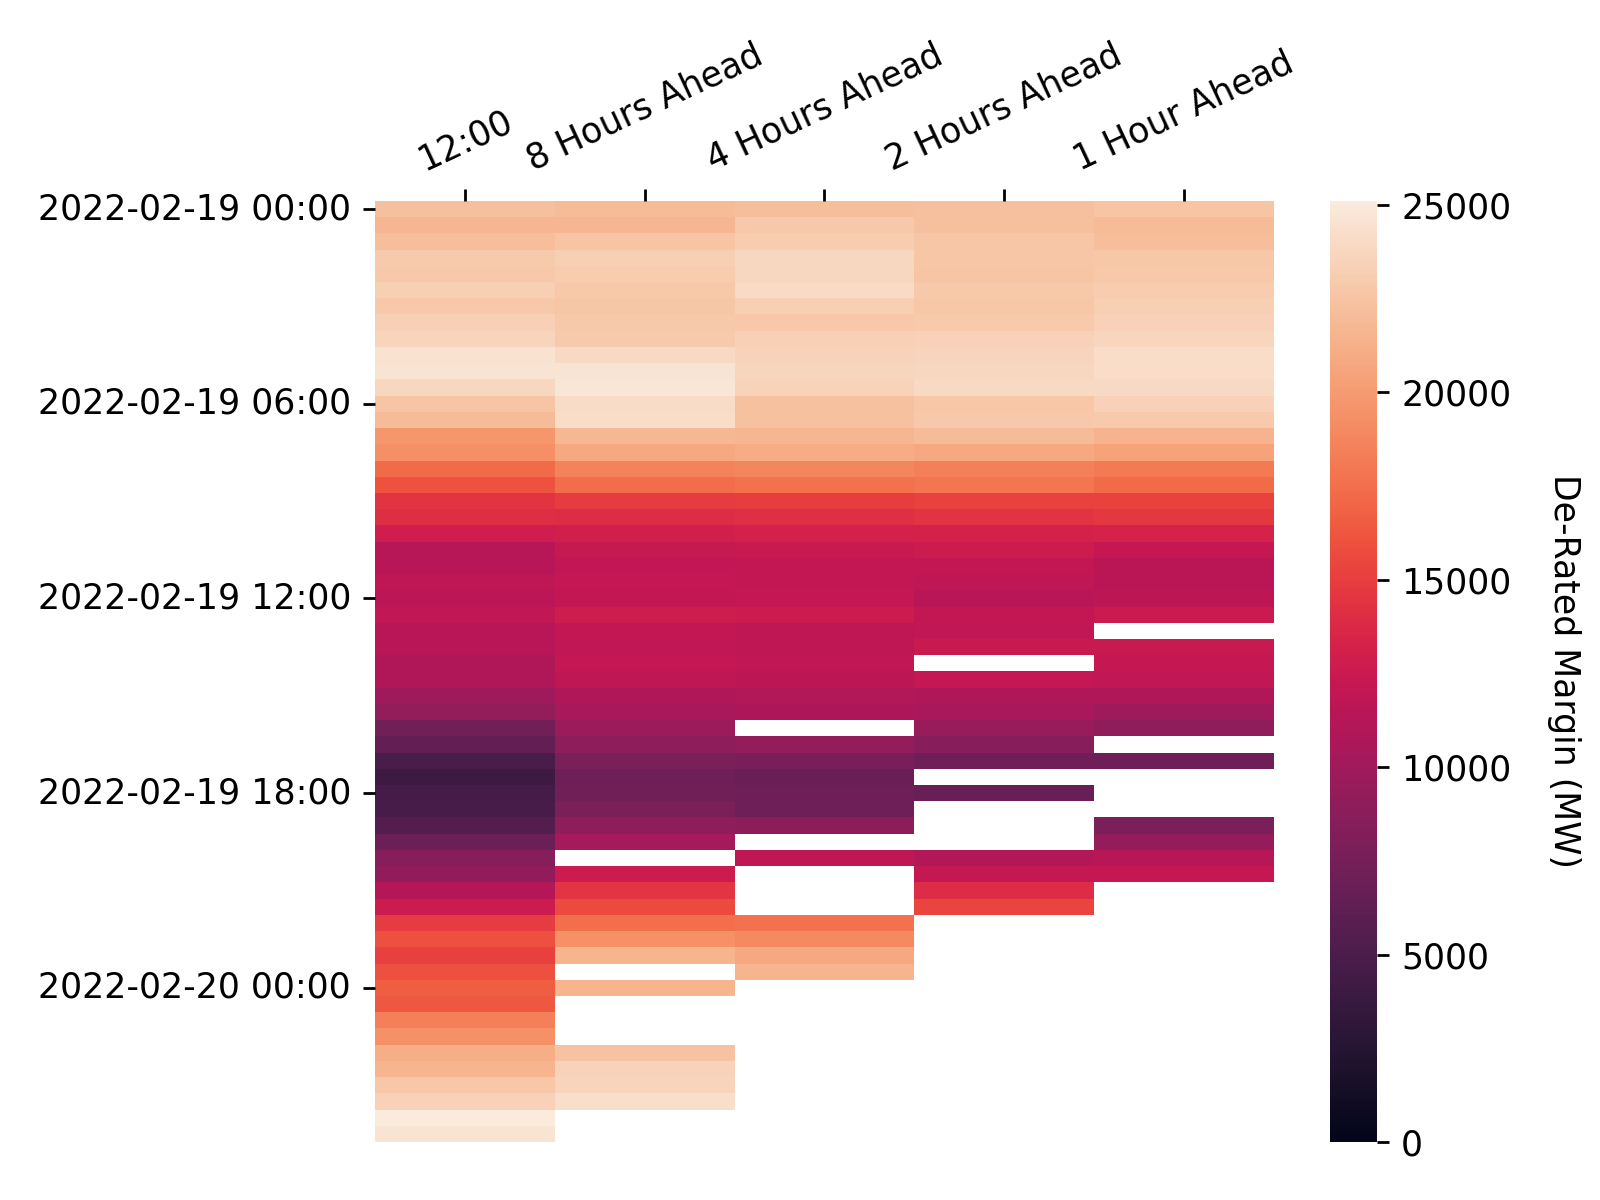 12:00
8 Hours Ahead
4 Hours Ahead
2 Hours Ahead
1 Hour Ahead
2022-02-19 00:00
2022-02-19 06:00
2022-02-19 12:00
2022-02-19 18:00
2022-02-20 00:00
25000
20000
15000
10000
5000
0
De-Rated Margin (MW)